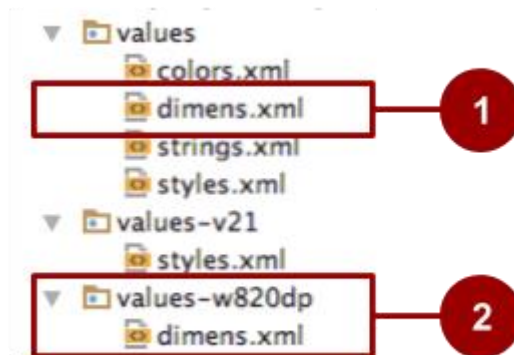 values
colors.xml
dimens.xml
1
strings.xml
styles.xml
values-v21
styles.xml
values-w820dp
2
dimens.xml